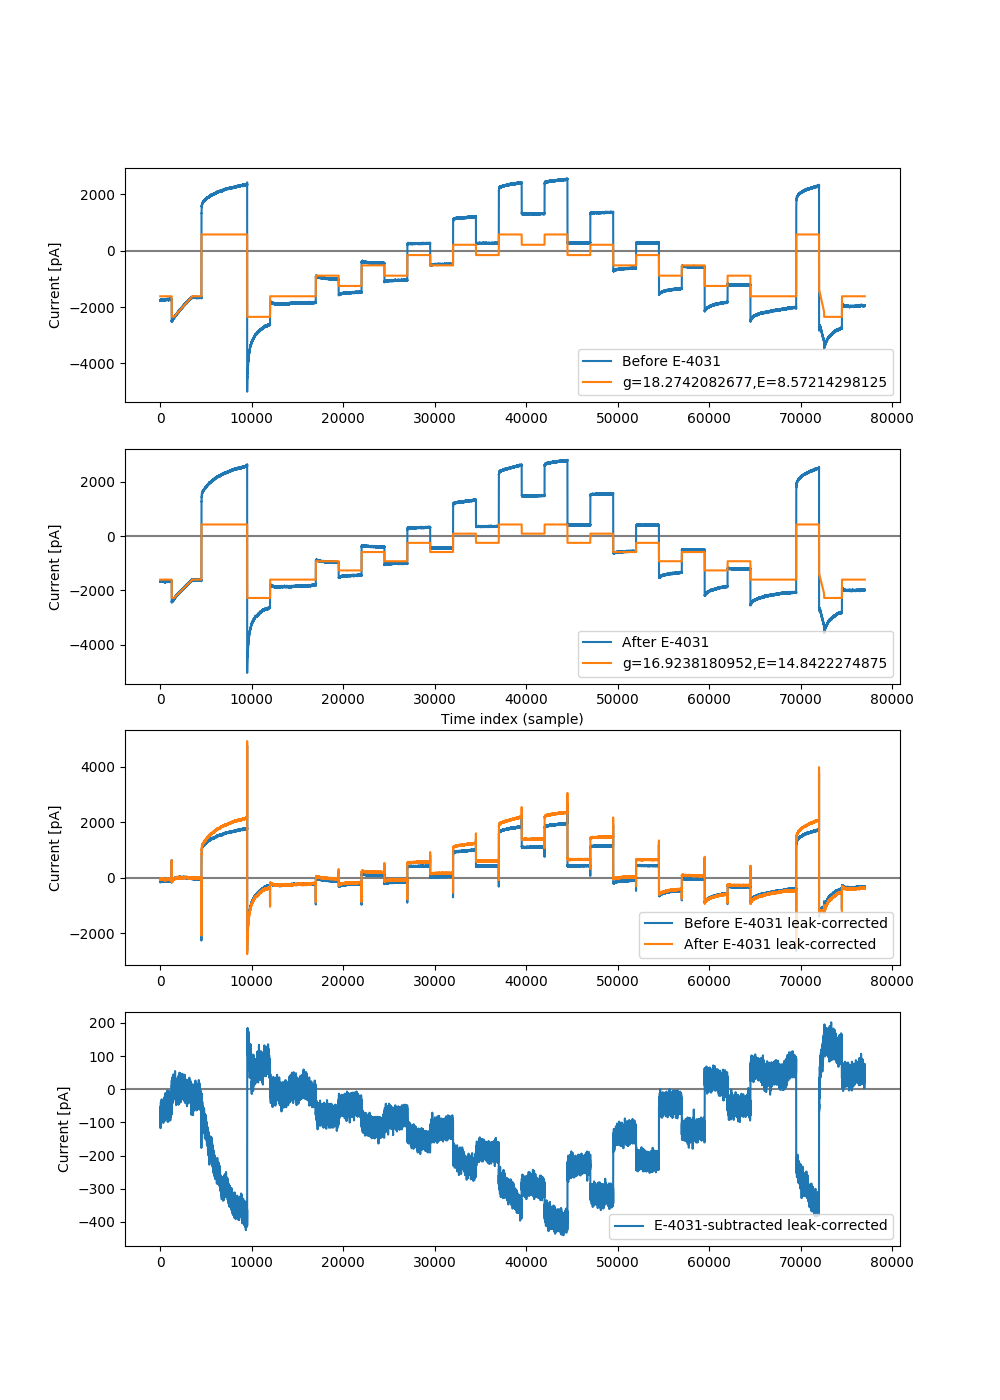 2000
0
−2000
−4000
Current [pA]
Before E-4031
g=18.2742082677,E=8.57214298125
0 10000 20000 30000 40000 50000 60000 70000 80000
2000
0
−2000
−4000
Current [pA]
After E-4031
g=16.9238180952,E=14.8422274875
0 10000 20000 30000 40000 50000 60000 70000 80000
Time index (sample)
4000
2000
0
−2000
Current [pA]
Before E-4031 leak-corrected
After E-4031 leak-corrected
0 10000 20000 30000 40000 50000 60000 70000 80000
200
100
0
−100
−200
−300
−400
Current [pA]
E-4031-subtracted leak-corrected
0 10000 20000 30000 40000 50000 60000 70000 80000